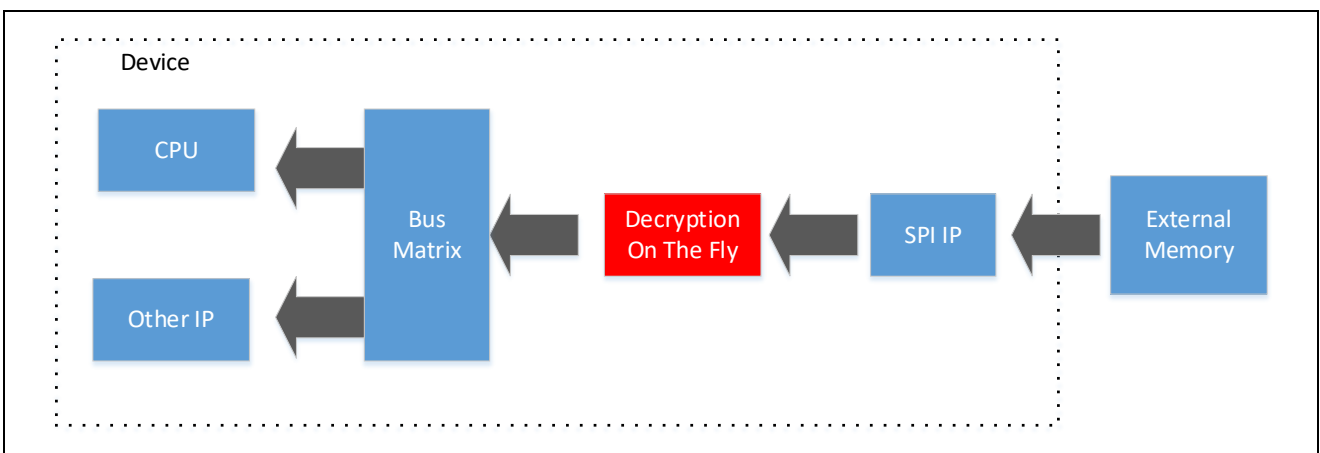 Device
CPU
Other IP
Bus
Matrix
Decryption
On The Fly
SPI IP
External
Memory